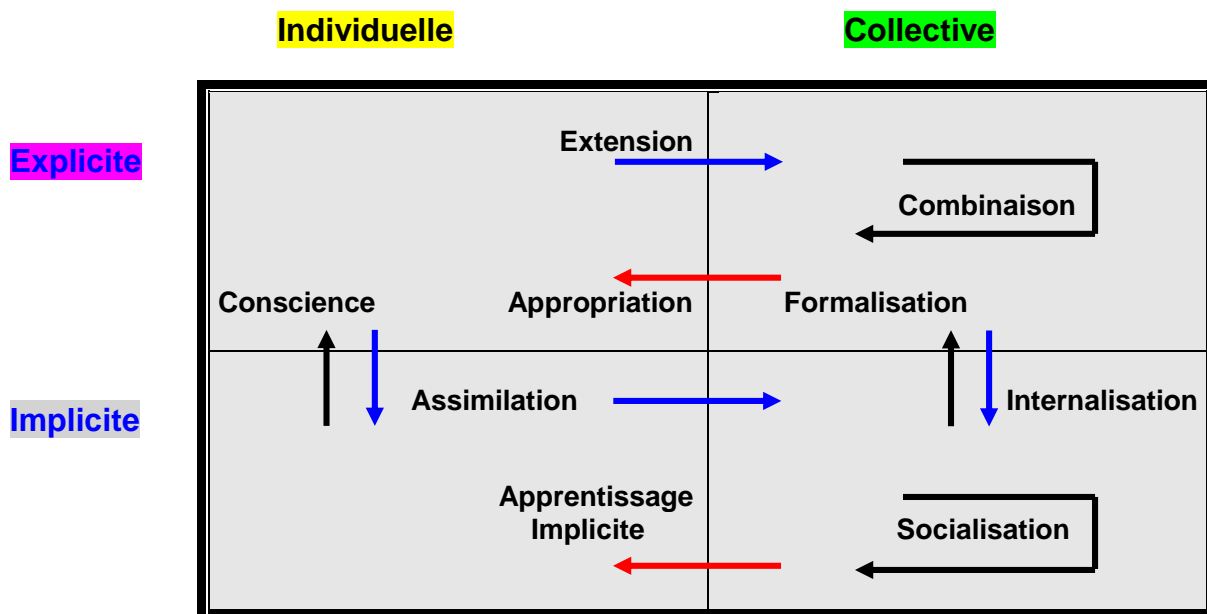 Individuelle
Collective
Explicite
Extension
Combinaison
Conscience
Appropriation
Formalisation
Implicite
Assimilation
Internalisation
Apprentissage
Implicite
Socialisation